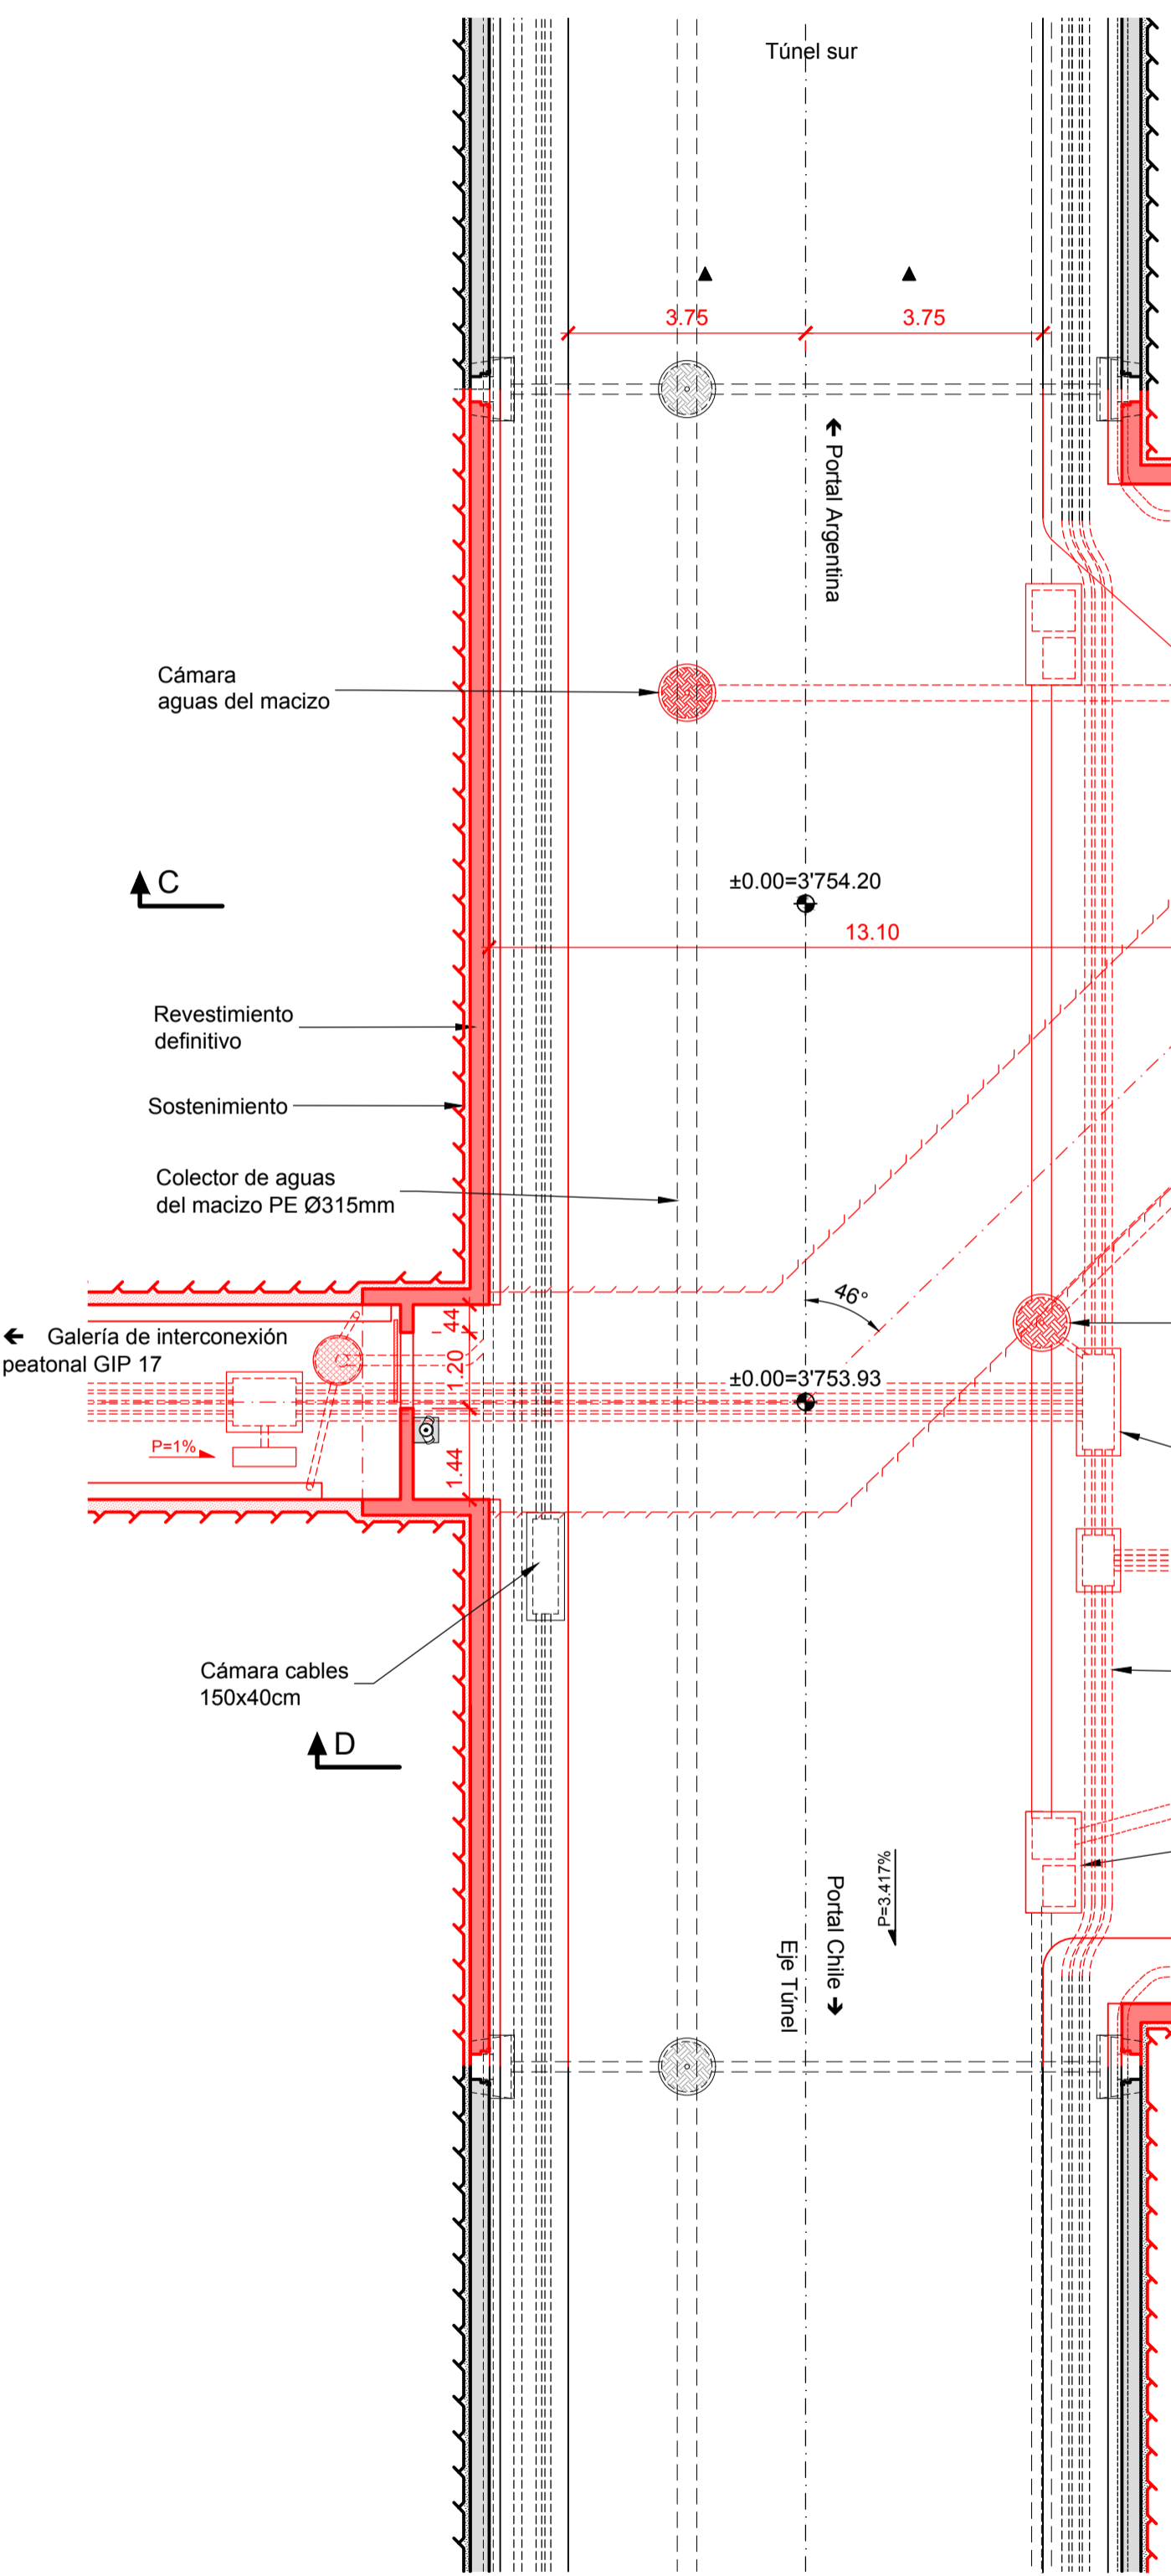 Túnel sur
3.75
3.75
← Portal Argentina
Cámara
aguas del macizo
C
±0.00=3'754.20
13.10
Revestimiento
definitivo
Sostenimiento
Colector de aguas
del macizo PE Ø315mm
46°
← Galería de interconexión
peatonal GIP 17
44
1.20
1.44
±0.00=3'753.93
P=1%
Cámara cables
150x40cm
D
P=3.417%
Portal Chile →
Eje Túnel